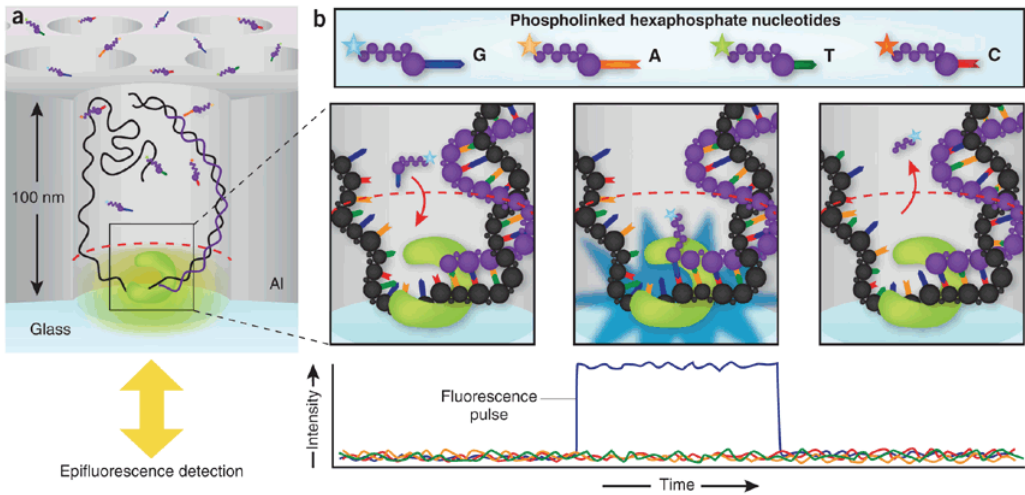 a
100 nm
Al
Glass
Epifluorescence detection
b
Phospholinked hexaphosphate nucleotides
G
A
T
C
Intensity
Fluorescence
pulse
Time